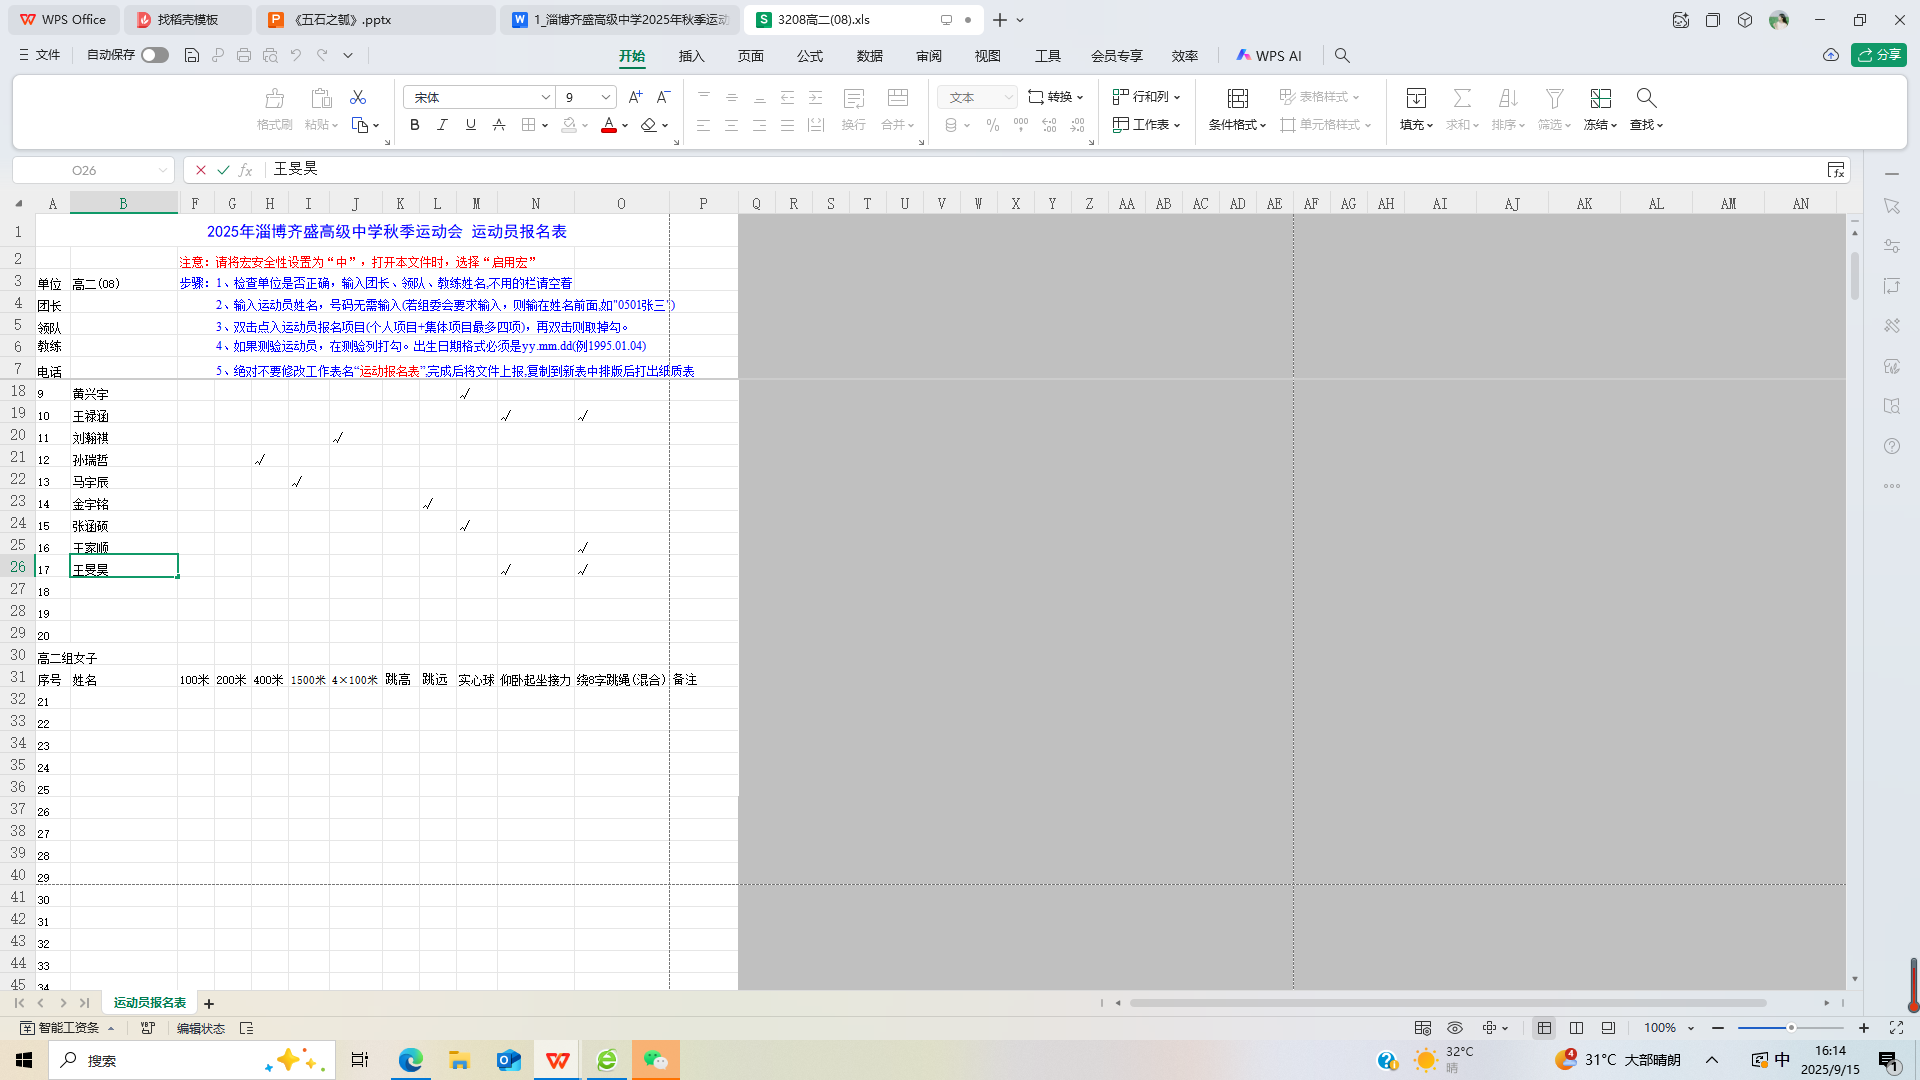 WPS Office
找稻壳模板
《五石之瓠》.pptx
1_淄博齐盛高级中学2025年秋季运动
3208高二(08).xls
文件
自动保存
开始
插入
页面
公式
数据
审阅
视图
工具
会员专享
效率
WPS AI
分享
格式刷
粘贴
宋体
9
换行
合并
文本
转换
行和列
工作表
条件格式
表格样式
单元格样式
填充
求和
排序
筛选
冻结
查找
O26
王旻昊
A B F G H I J K L M N O P Q R S T U V W X Y Z AA AB AC AD AE AF AG AH AI AJ AK AL AM AN
1 2025年淄博齐盛高级中学秋季运动会 运动员报名表
2 注意：请将宏安全性设置为“中”，打开本文件时，选择“启用宏”
3 单位 高二(08) 步骤：1、检查单位是否正确，输入团长、领队、教练姓名,不用的栏请空着
4 团长 2、输入运动员姓名，号码无需输入(若组委会要求输入，则输在姓名前面,如"0501张三")
5 领队 3、双击点入运动员报名项目(个人项目+集体项目最多四项)，再双击则取掉勾。
6 教练 4、如果测验运动员，在测验列打勾。出生日期格式必须是yy.mm.dd(例1995.01.04)
7 电话 5、绝对不要修改工作表名“运动报名表”,完成后将文件上报,复制到新表中排版后打出纸质表
18 9 黄兴宇 √
19 10 王禄涵 √ √
20 11 刘瀚祺 √
21 12 孙瑞哲 √
22 13 马宇辰 √
23 14 金宇铭 √
24 15 张涵硕 √
25 16 王家顺 √
26 17 王旻昊 √ √
27 18
28 19
29 20
30 高二组女子
31 序号 姓名 100米 200米 400米 1500米 4×100米 跳高 跳远 实心球 仰卧起坐接力 绕8字跳绳(混合) 备注
32 21
33 22
34 23
35 24
36 25
37 26
38 27
39 28
40 29
41 30
42 31
43 32
44 33
45 34
运动员报名表
智能工资条
编辑状态
100%
搜索
32°C
晴
4
31°C 大部晴朗
中
16:14
2025/9/15
1